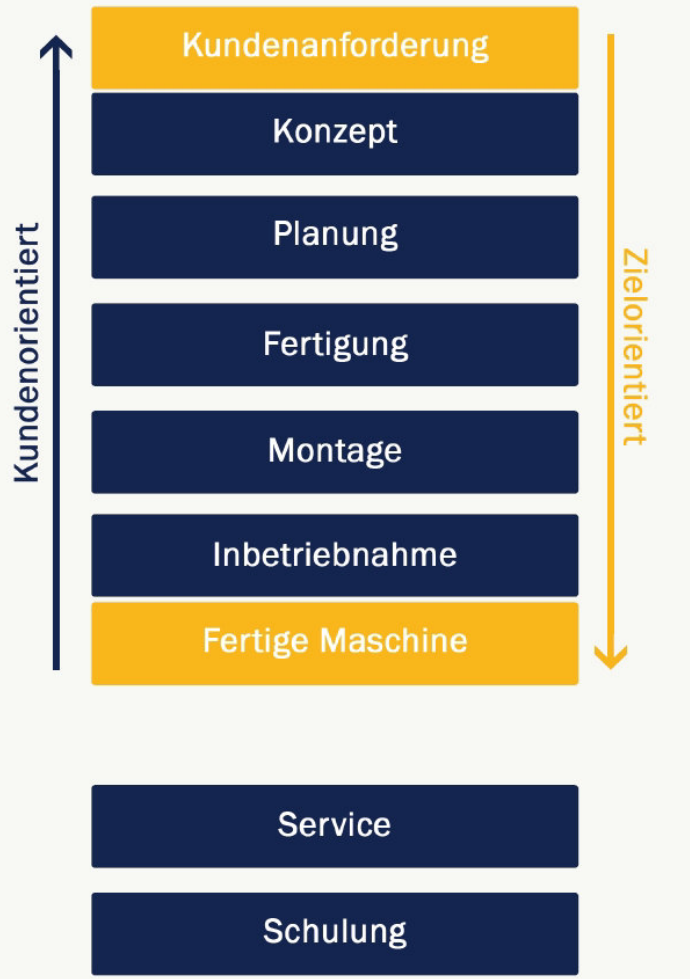 Kundenanforderung
Konzept
Planung
Fertigung
Montage
Inbetriebnahme
Fertige Maschine
Service
Schulung
Kundenorientiert
Zielorientiert